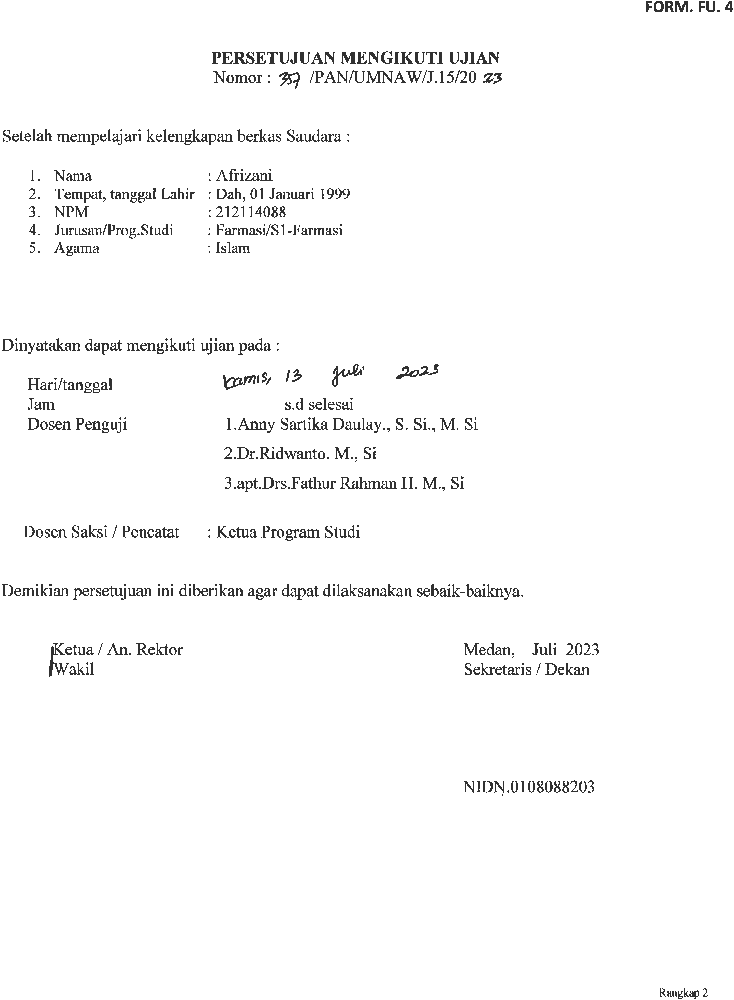 FORM. FU. 4
PERSETUJUAN MENGIKUTI UJIAN
Nomor : 357 /PAN/UMNAW/J.15/20.23
Setelah mempelajari kelengkapan berkas Saudara :
1. Nama : Afrizani
2. Tempat, tanggal Lahir : Dah, 01 Januari 1999
3. NPM : 212114088
4. Jurusan/Prog.Studi : Farmasi/S1-Farmasi
5. Agama : Islam
Dinyatakan dapat mengikuti ujian pada :
Hari/tanggal kamis, 13 Juli 2023
Jam s.d selesai
Dosen Penguji 1.Anny Sartika Daulay., S. Si., M. Si
2.Dr.Ridwanto. M., Si
3.apt.Drs.Fathur Rahman H. M., Si
Dosen Saksi / Pencatat : Ketua Program Studi
Demikian persetujuan ini diberikan agar dapat dilaksanakan sebaik-baiknya.
Ketua / An. Rektor Medan, Juli 2023
Wakil Sekretaris / Dekan
NIDN.0108088203
Rangkap 2